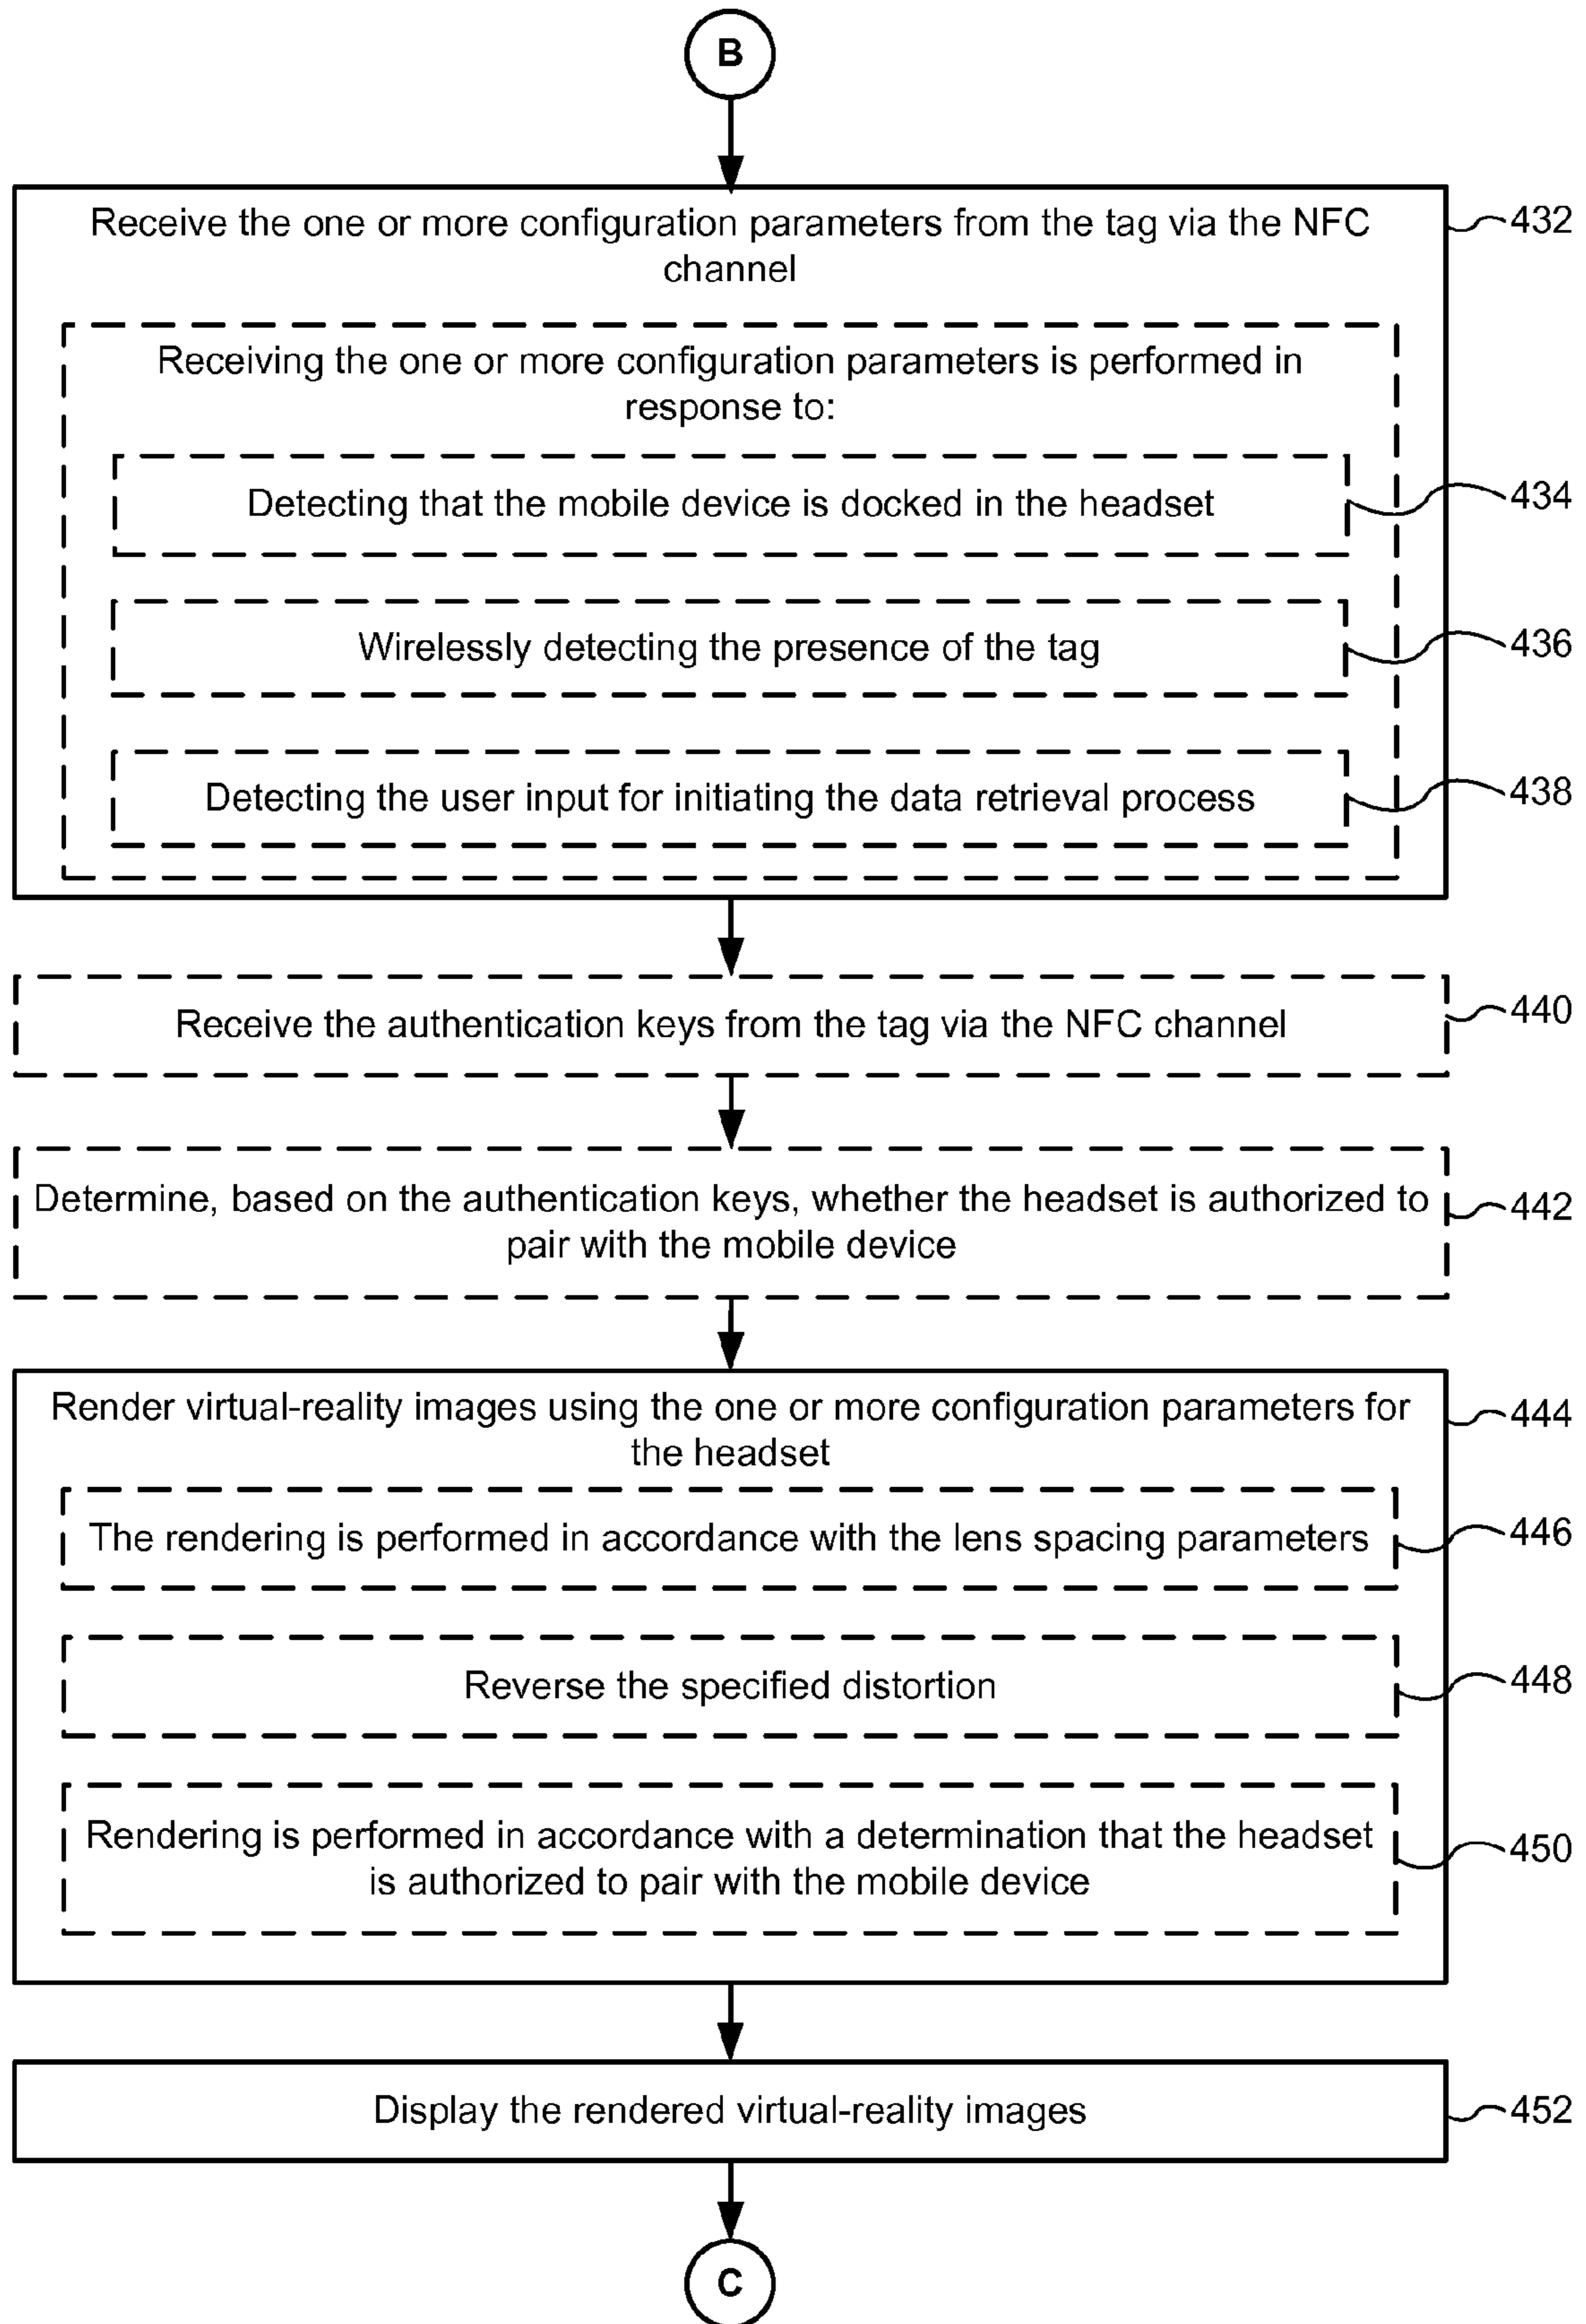 B
Receive the one or more configuration parameters from the tag via the NFC
channel
432
Receiving the one or more configuration parameters is performed in
response to:
Detecting that the mobile device is docked in the headset
434
Wirelessly detecting the presence of the tag
436
Detecting the user input for initiating the data retrieval process
438
Receive the authentication keys from the tag via the NFC channel
440
Determine, based on the authentication keys, whether the headset is authorized to
pair with the mobile device
442
Render virtual-reality images using the one or more configuration parameters for
the headset
444
The rendering is performed in accordance with the lens spacing parameters
446
Reverse the specified distortion
448
Rendering is performed in accordance with a determination that the headset
is authorized to pair with the mobile device
450
Display the rendered virtual-reality images
452
C